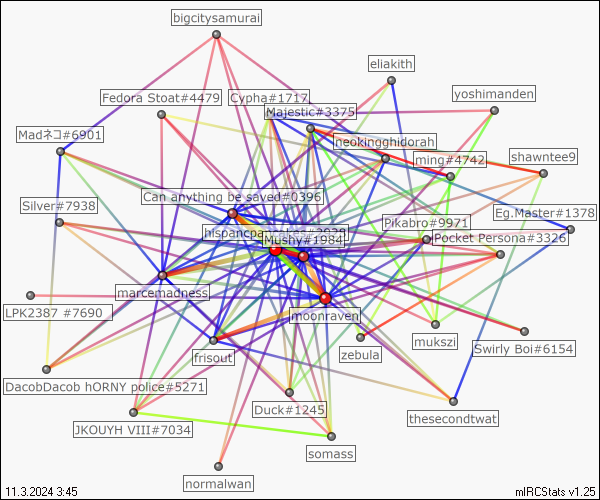 bigcitysamurai
eliakith
yoshimanden
Fedora Stoat#4479
Cypha#1717
Majestic#3375
Madネコ#6901
neokingghidorah
ming#4742
shawntee9
Can anything be saved#0396
Silver#7938
Pikabro#9971
Eg.Master#1378
Mushy#1984
Pocket Persona#3326
marcemadness
LPK2387 #7690
moonraven
frisout
zebula
mukszi
Swirly Boi#6154
DacobDacob hORNY police#5271
Duck#1245
thesecondtwat
JKOUYH VIII#7034
somass
normalwan
11.3.2024 3:45
mIRCStats v1.25